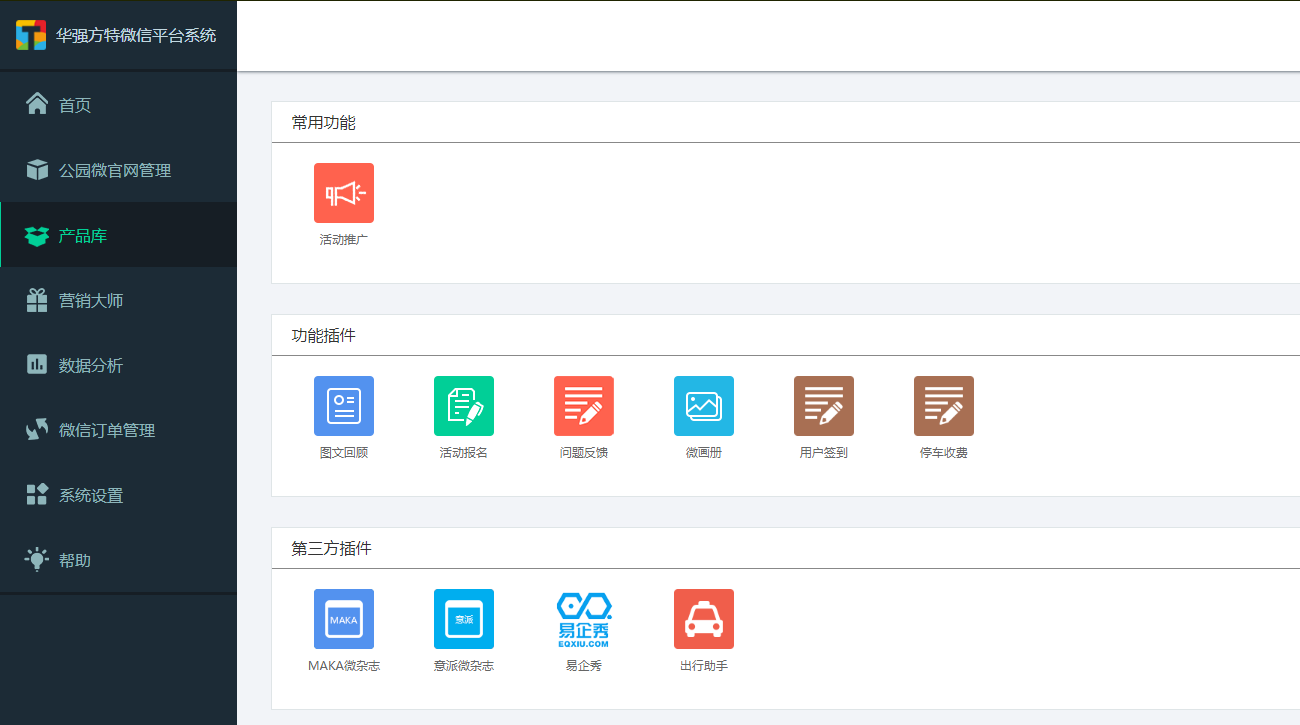 华强方特微信平台系统
首页
公园微官网管理
产品库
营销大师
数据分析
微信订单管理
系统设置
帮助
常用功能
活动推广
功能插件
图文回顾 活动报名 问题反馈 微画册 用户签到 停车收费
第三方插件
MAKA 意派 易企秀
EQXIU.COM
MAKA微杂志 意派微杂志 易企秀 出行助手